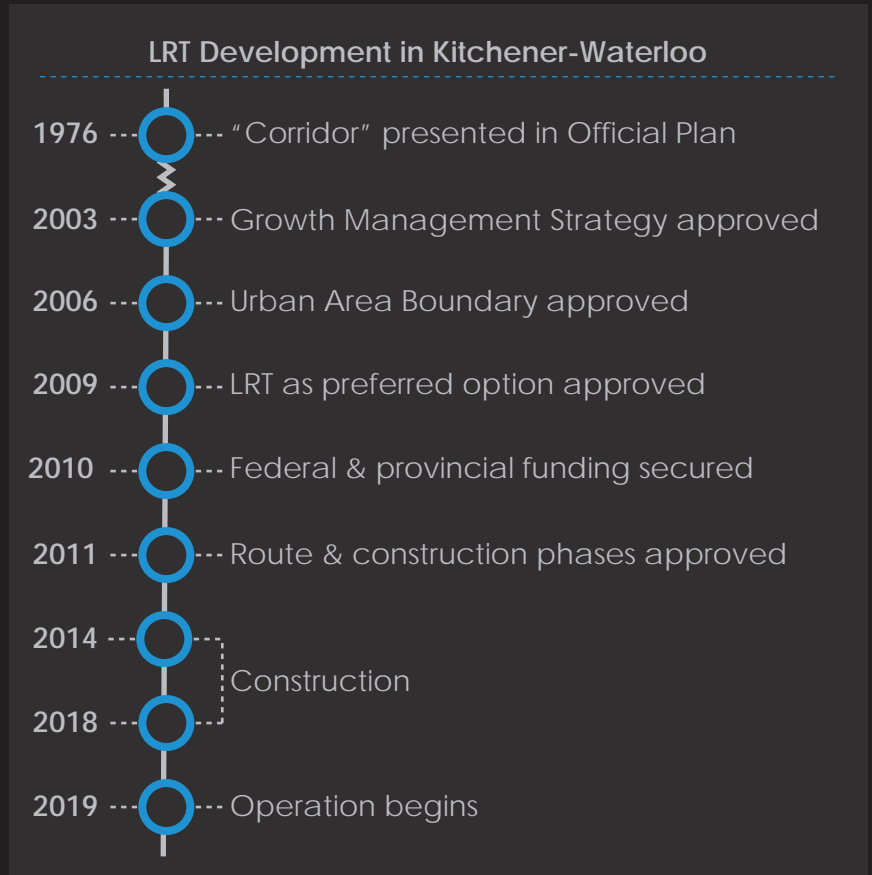 LRT Development in Kitchener-Waterloo
1976 "Corridor" presented in Official Plan
2003 Growth Management Strategy approved
2006 Urban Area Boundary approved
2009 LRT as preferred option approved
2010 Federal & provincial funding secured
2011 Route & construction phases approved
2014
Construction
2018
2019 Operation begins